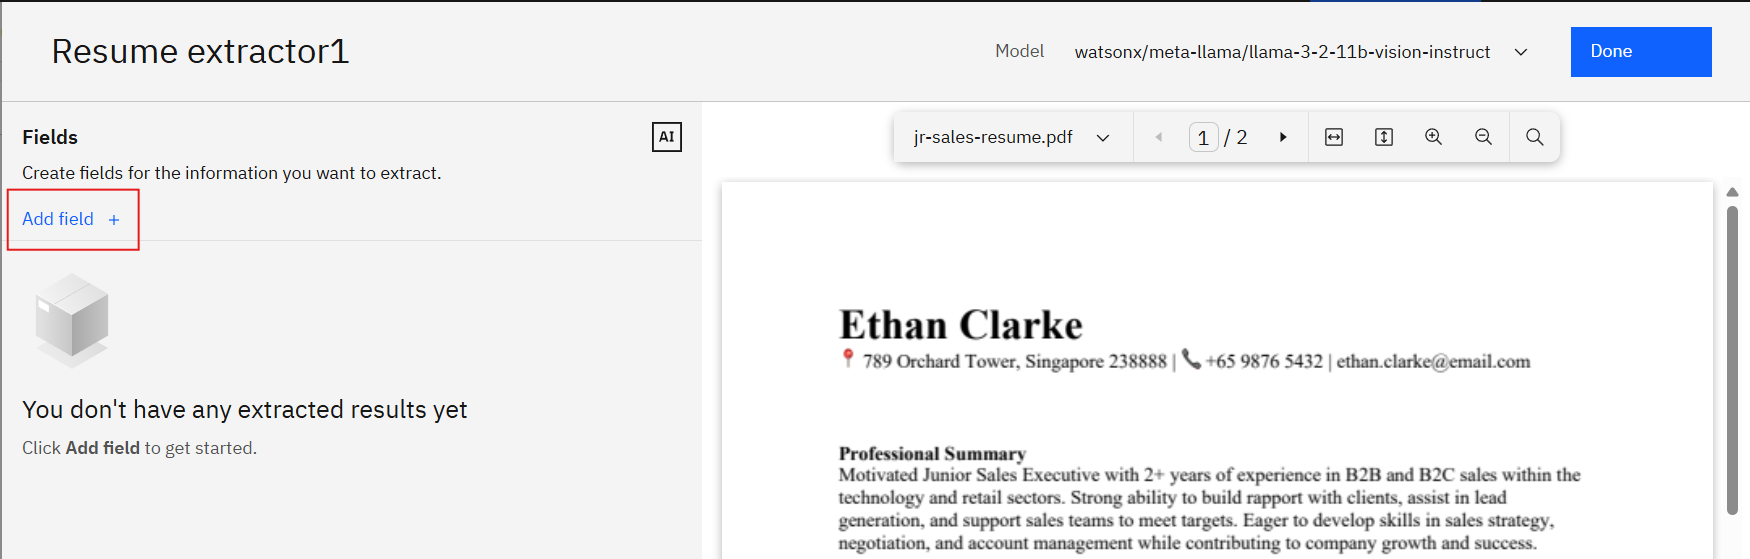 Resume extractor1
Model watsonx/meta-llama/llama-3-2-11b-vision-instruct
Done
Fields
AI
Create fields for the information you want to extract.
Add field +
You don't have any extracted results yet
Click Add field to get started.
jr-sales-resume.pdf
1 / 2
Ethan Clarke
📍 789 Orchard Tower, Singapore 238888 | 📞 +65 9876 5432 | ethan.clarke@email.com
Professional Summary
Motivated Junior Sales Executive with 2+ years of experience in B2B and B2C sales within the
technology and retail sectors. Strong ability to build rapport with clients, assist in lead
generation, and support sales teams to meet targets. Eager to develop skills in sales strategy,
negotiation, and account management while contributing to company growth and success.